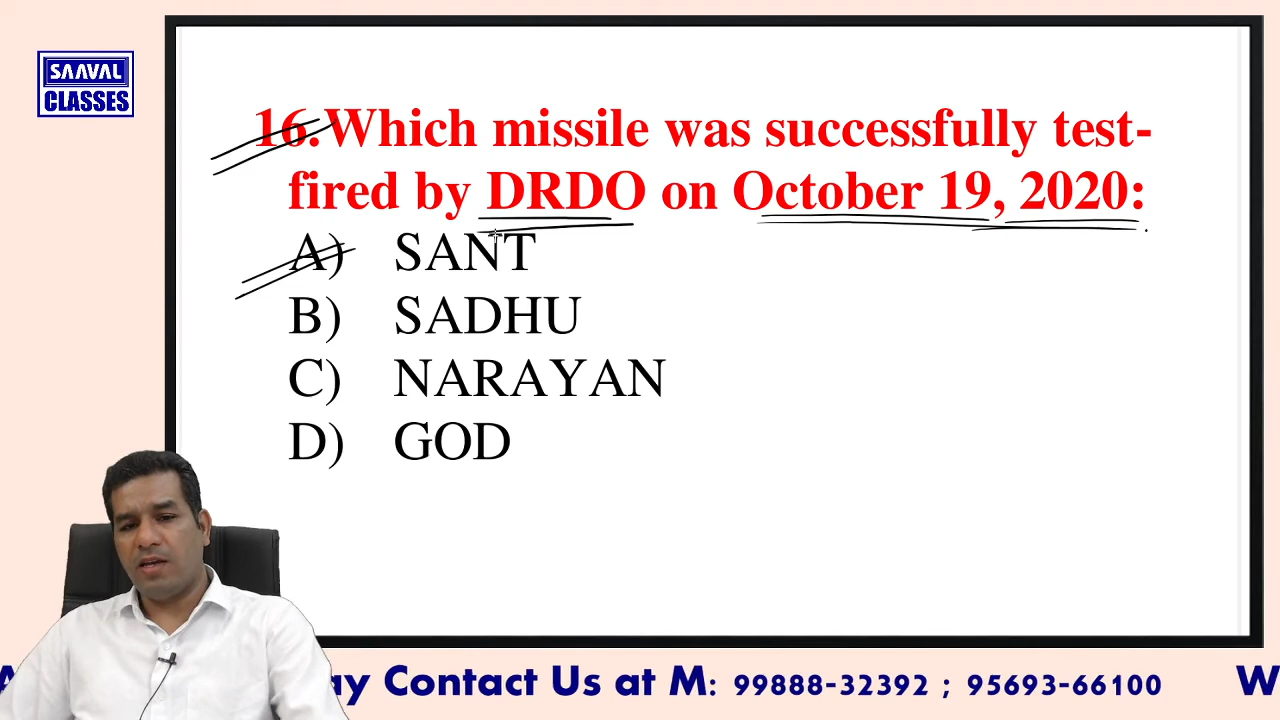 SAAVAL
CLASSES
16.Which missile was successfully test-
fired by DRDO on October 19, 2020:
A) SANT
B) SADHU
C) NARAYAN
D) GOD
ay Contact Us at M: 99888-32392 ; 95693-66100 W